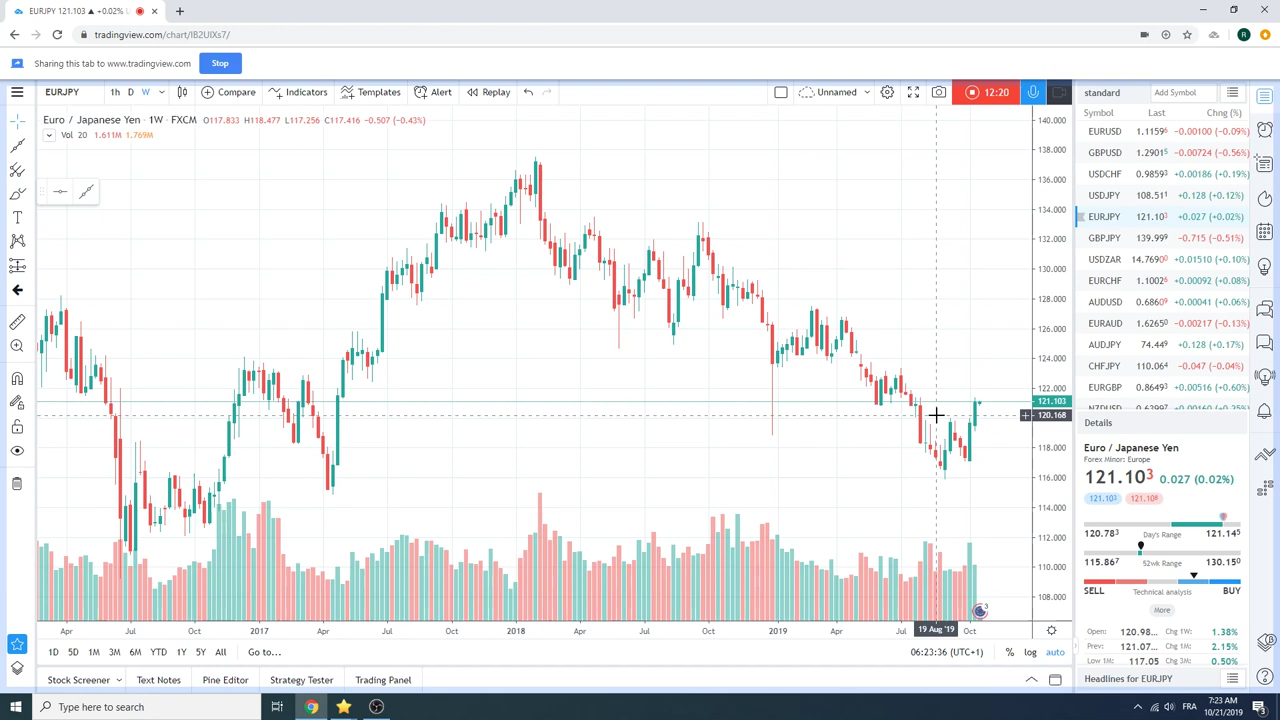 EURJPY 121.103 ▲ +0.02%
tradingview.com/chart/IB2UIXs7/
R
Sharing this tab to www.tradingview.com
Stop
EURJPY
1h D W
Compare
Indicators
Templates
Alert
Replay
Unnamed
12:20
standard
Add Symbol
Euro / Japanese Yen · 1W · FXCM O117.833 H118.477 L117.256 C117.416 −0.507 (−0.43%)
Vol 20 1.611M 1.769M
Symbol Last Chg (%)
EURUSD 1.1159⁶ −0.00100 (−0.09%)
GBPUSD 1.2901⁵ −0.00724 (−0.56%)
USDCHF 0.9859³ +0.00186 (+0.19%)
USDJPY 108.51¹ +0.128 (+0.12%)
EURJPY 121.10³ +0.027 (+0.02%)
GBPJPY 139.99⁹ −0.715 (−0.51%)
USDZAR 14.7690⁰ +0.01510 (+0.10%)
EURCHF 1.1002⁶ +0.00092 (+0.08%)
AUDUSD 0.6860⁹ +0.00041 (+0.06%)
EURAUD 1.6265⁰ −0.00217 (−0.13%)
AUDJPY 74.44⁹ +0.128 (+0.17%)
CHFJPY 110.06⁴ −0.047 (−0.04%)
EURGBP 0.8649³ +0.00516 (+0.60%)
140.000
138.000
136.000
134.000
132.000
130.000
128.000
126.000
124.000
122.000
121.103
120.168
118.000
116.000
114.000
112.000
110.000
108.000
Details
Euro / Japanese Yen
Forex Minor: Europe
121.10³ 0.027 (0.02%)
121.10³ 121.10⁸
120.78³ Day's Range 121.14⁵
115.86⁷ 52wk Range 130.15⁰
SELL Technical analysis BUY
More
Open: 120.98... Chg 1W: 1.38%
Prev: 121.07... Chg 1M: 2.15%
Low 1M: 117.05 Chg 3M: 0.50%
Headlines for EURJPY
3
Apr Jul Oct 2017 Apr Jul Oct 2018 Apr Jul Oct 2019 Apr Jul 19 Aug '19 Oct
1D 5D 1M 3M 6M YTD 1Y 5Y All Go to...
06:23:36 (UTC+1) % log auto
Stock Screener Text Notes Pine Editor Strategy Tester Trading Panel
Type here to search
FRA
7:23 AM
10/21/2019
3